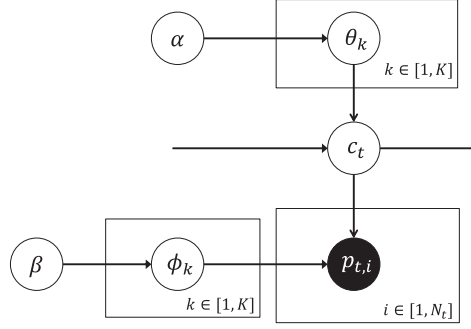 α
θ_k
k ∈ [1, K]
c_t
β
ϕ_k
k ∈ [1, K]
p_{t,i}
i ∈ [1, N_t]